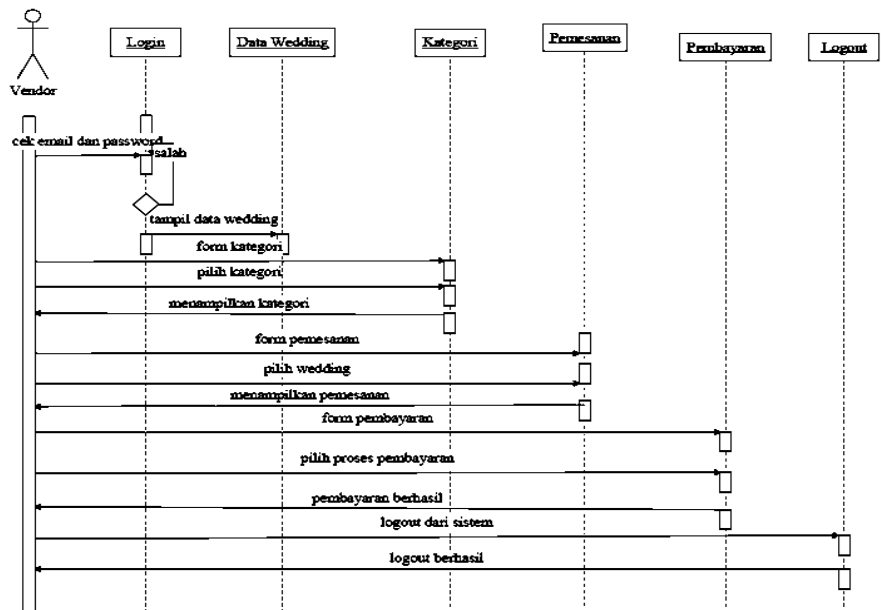 Login
Data Wedding
Kategori
Pemesanan
Pembayaran
Logout
Vendor
cek email dan password
salah
tampil data wedding
form kategori
pilih kategori
menampilkan kategori
form pemesanan
pilih wedding
menampilkan pemesanan
form pembayaran
pilih proses pembayaran
pembayaran berhasil
logout dari sistem
logout berhasil